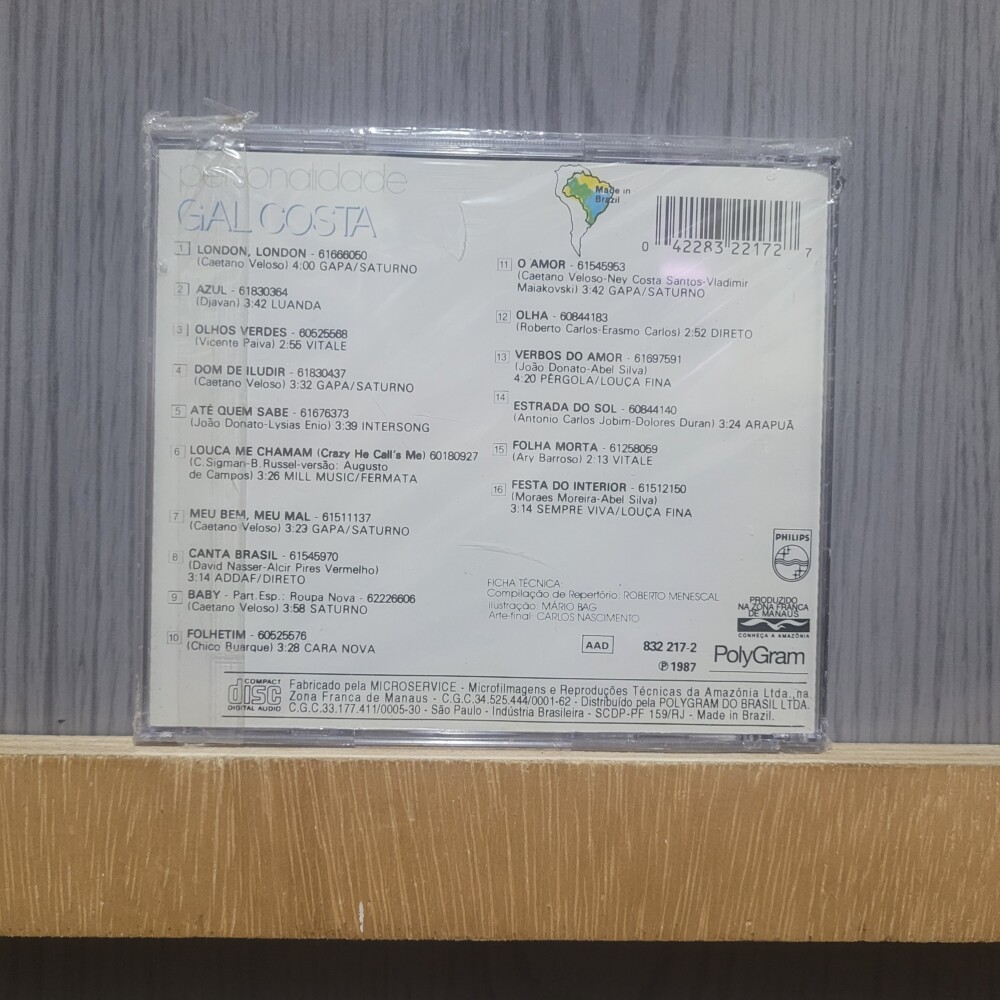 personalidade
GAL COSTA
1 LONDON, LONDON - 61666050
(Caetano Veloso) 4:00 GAPA/SATURNO
2 AZUL - 61830364
(Djavan) 3:42 LUANDA
3 OLHOS VERDES - 60525568
(Vicente Paiva) 2:55 VITALE
4 DOM DE ILUDIR - 61830437
(Caetano Veloso) 3:32 GAPA/SATURNO
5 ATÉ QUEM SABE - 61676373
(João Donato-Lysias Enio) 3:39 INTERSONG
6 LOUCA ME CHAMAM (Crazy He Call's Me) 60180927
(C. Sigman-B. Russel-versão: Augusto
de Campos) 3:26 MILL MUSIC/FERMATA
7 MEU BEM, MEU MAL - 61511137
(Caetano Veloso) 3:23 GAPA/SATURNO
8 CANTA BRASIL - 61545970
(David Nasser-Alcir Pires Vermelho)
3:14 ADDAF/DIRETO
9 BABY - Part. Esp.: Roupa Nova - 62226606
(Caetano Veloso) 3:58 SATURNO
10 FOLHETIM - 60525576
(Chico Buarque) 3:28 CARA NOVA
Made in
Brazil
0 42283 22172 7
11 O AMOR - 61545953
(Caetano Veloso-Ney Costa Santos-Vladimir
Maiakovski) 3:42 GAPA/SATURNO
12 OLHA - 60844183
(Roberto Carlos-Erasmo Carlos) 2:52 DIRETO
13 VERBOS DO AMOR - 61697591
(João Donato-Abel Silva)
4:20 PÉRGOLA/LOUÇA FINA
14 ESTRADA DO SOL - 60844140
(Antonio Carlos Jobim-Dolores Duran) 3:24 ARAPUÃ
15 FOLHA MORTA - 61258059
(Ary Barroso) 2:13 VITALE
16 FESTA DO INTERIOR - 61512150
(Moraes Moreira-Abel Silva)
3:14 SEMPRE VIVA/LOUÇA FINA
FICHA TÉCNICA:
Compilação de Repertório: ROBERTO MENESCAL
Ilustração: MÁRIO BAG
Arte-final: CARLOS NASCIMENTO
PHILIPS
PRODUZIDO
NA ZONA FRANCA
DE MANAUS
CONHEÇA A AMAZÔNIA
AAD 832 217-2
℗ 1987
PolyGram
COMPACT
disc
DIGITAL AUDIO
Fabricado pela MICROSERVICE - Microfilmagens e Reproduções Técnicas da Amazônia Ltda., na
Zona Franca de Manaus - C.G.C.34.525.444/0001-62 - Distribuído pela POLYGRAM DO BRASIL LTDA.
C.G.C.33.177.411/0005-30 - São Paulo - Indústria Brasileira - SCDP-PF 159/RJ - Made in Brazil.